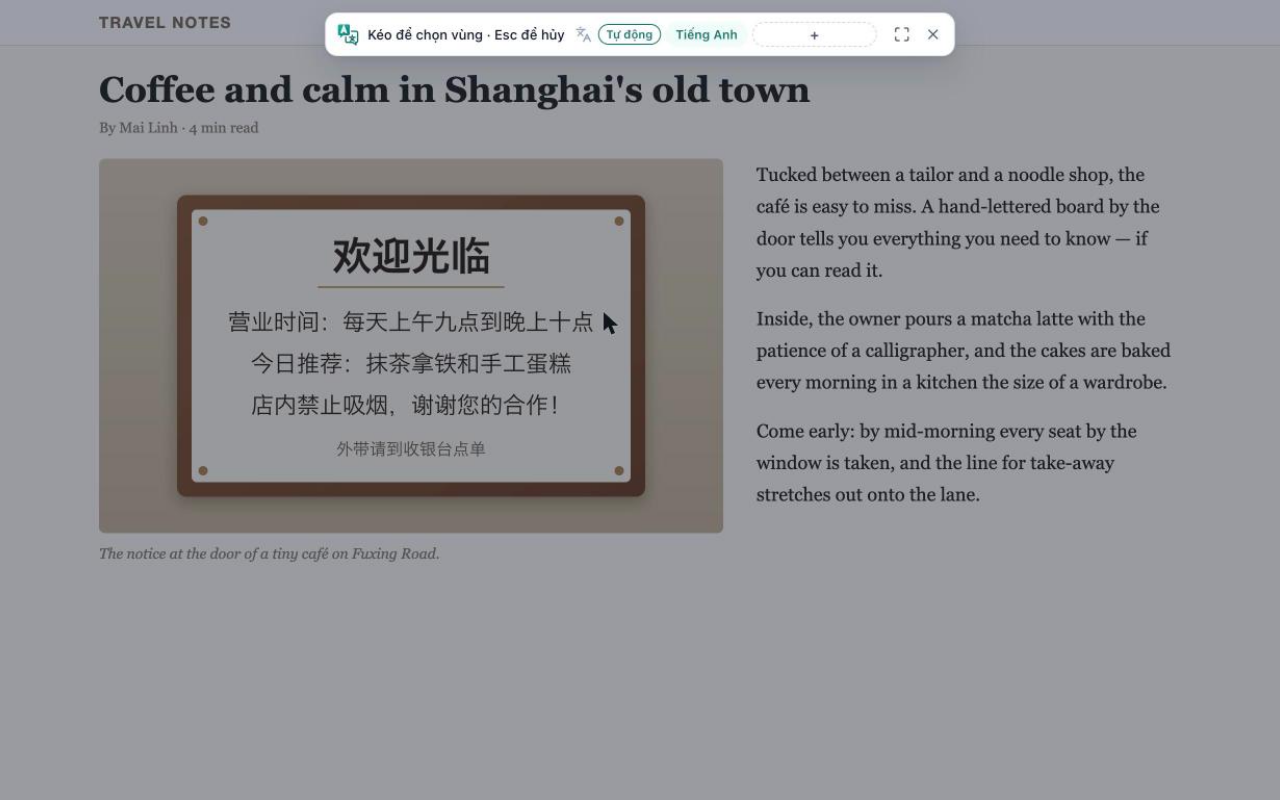 TRAVEL NOTES
Kéo để chọn vùng · Esc để hủy
Tự động
Tiếng Anh
+
Coffee and calm in Shanghai's old town
By Mai Linh · 4 min read
欢迎光临
营业时间：每天上午九点到晚上十点
今日推荐：抹茶拿铁和手工蛋糕
店内禁止吸烟，谢谢您的合作！
外带请到收银台点单
The notice at the door of a tiny café on Fuxing Road.
Tucked between a tailor and a noodle shop, the
café is easy to miss. A hand-lettered board by the
door tells you everything you need to know — if
you can read it.
Inside, the owner pours a matcha latte with the
patience of a calligrapher, and the cakes are baked
every morning in a kitchen the size of a wardrobe.
Come early: by mid-morning every seat by the
window is taken, and the line for take-away
stretches out onto the lane.